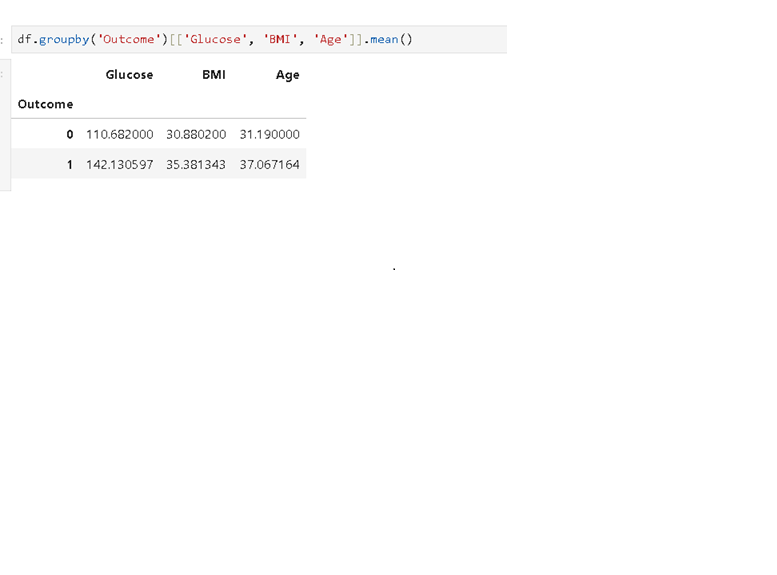 : df.groupby('Outcome')[['Glucose', 'BMI', 'Age']].mean()
:
Glucose BMI Age
Outcome
0 110.682000 30.880200 31.190000
1 142.130597 35.381343 37.067164
.